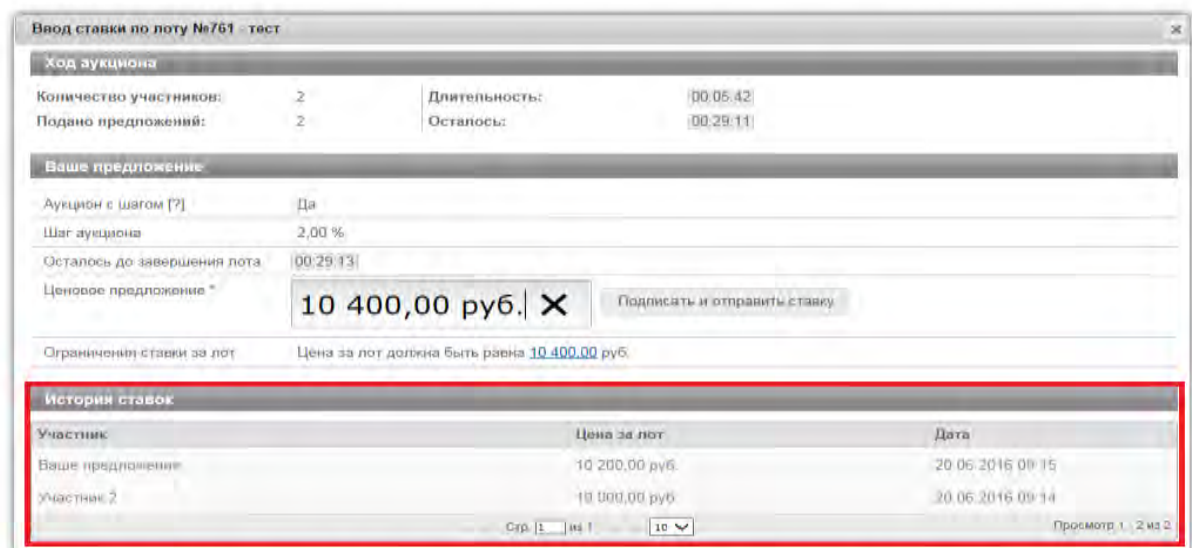 Ввод ставки по лоту №761 - тест
Ход аукциона
Количество участников: 2 Длительность: 00:05:42
Подано предложений: 2 Осталось: 00:29:11
Ваше предложение
Аукцион с шагом [?] Да
Шаг аукциона 2,00 %
Осталось до завершения лота 00:29:13
Ценовое предложение * 10 400,00 руб. Подписать и отправить ставку
Ограничения ставки за лот Цена за лот должна быть равна 10 400,00 руб.
История ставок
Участник Цена за лот Дата
Ваше предложение 10 200,00 руб. 20.06.2016 09:15
Участник 2 10 000,00 руб. 20.06.2016 09:14
Стр. 1 из 1 10 Просмотр 1 - 2 из 2